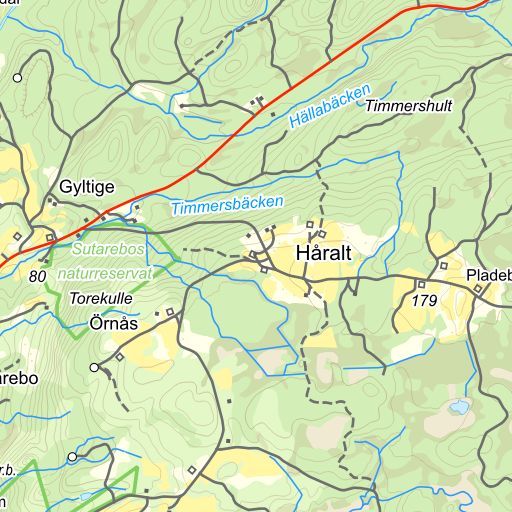 Hällabäcken
Timmershult
Gyltige
Timmersbäcken
Sutarebos
naturreservat
Håralt
80
Pladeb
Torekulle
179
Örnås
arebo
r.b..